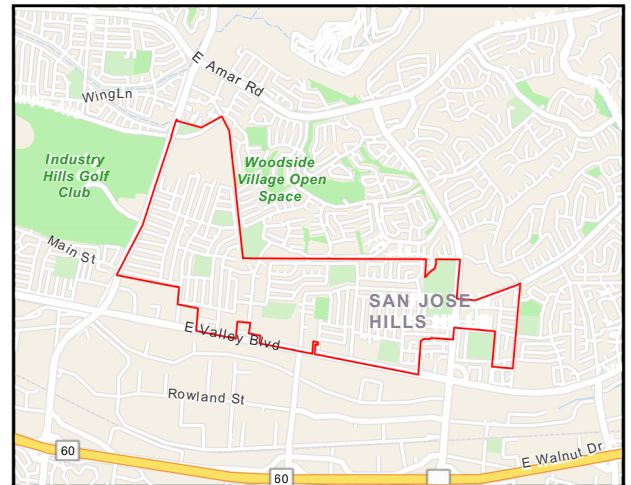 E Amar Rd
WingLn
Industry
Hills Golf
Club
Woodside
Village Open
Space
Main St
SAN JOSE
HILLS
E Valley Blvd
Rowland St
60
60
E Walnut Dr